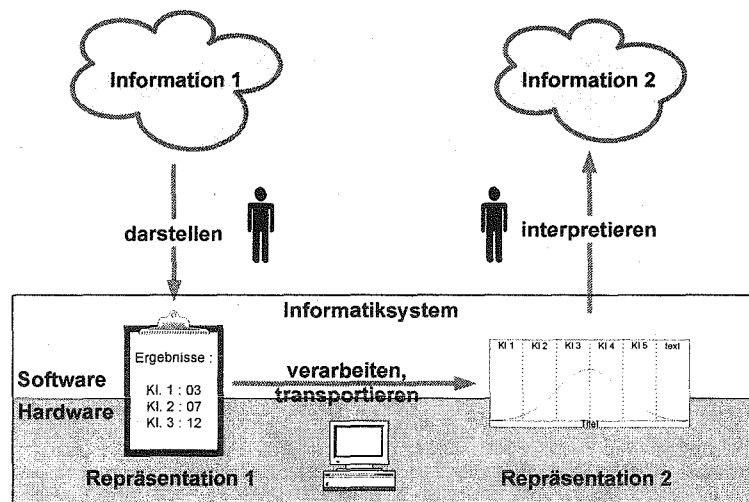 Information 1
Information 2
darstellen
interpretieren
Informatiksystem
Ergebnisse :
Kl. 1 : 03
Kl. 2 : 07
Kl. 3 : 12
verarbeiten,
transportieren
Kl 1 Kl 2 Kl 3 Kl 4 Kl 5 text
Titel
Software
Hardware
Repräsentation 1
Repräsentation 2